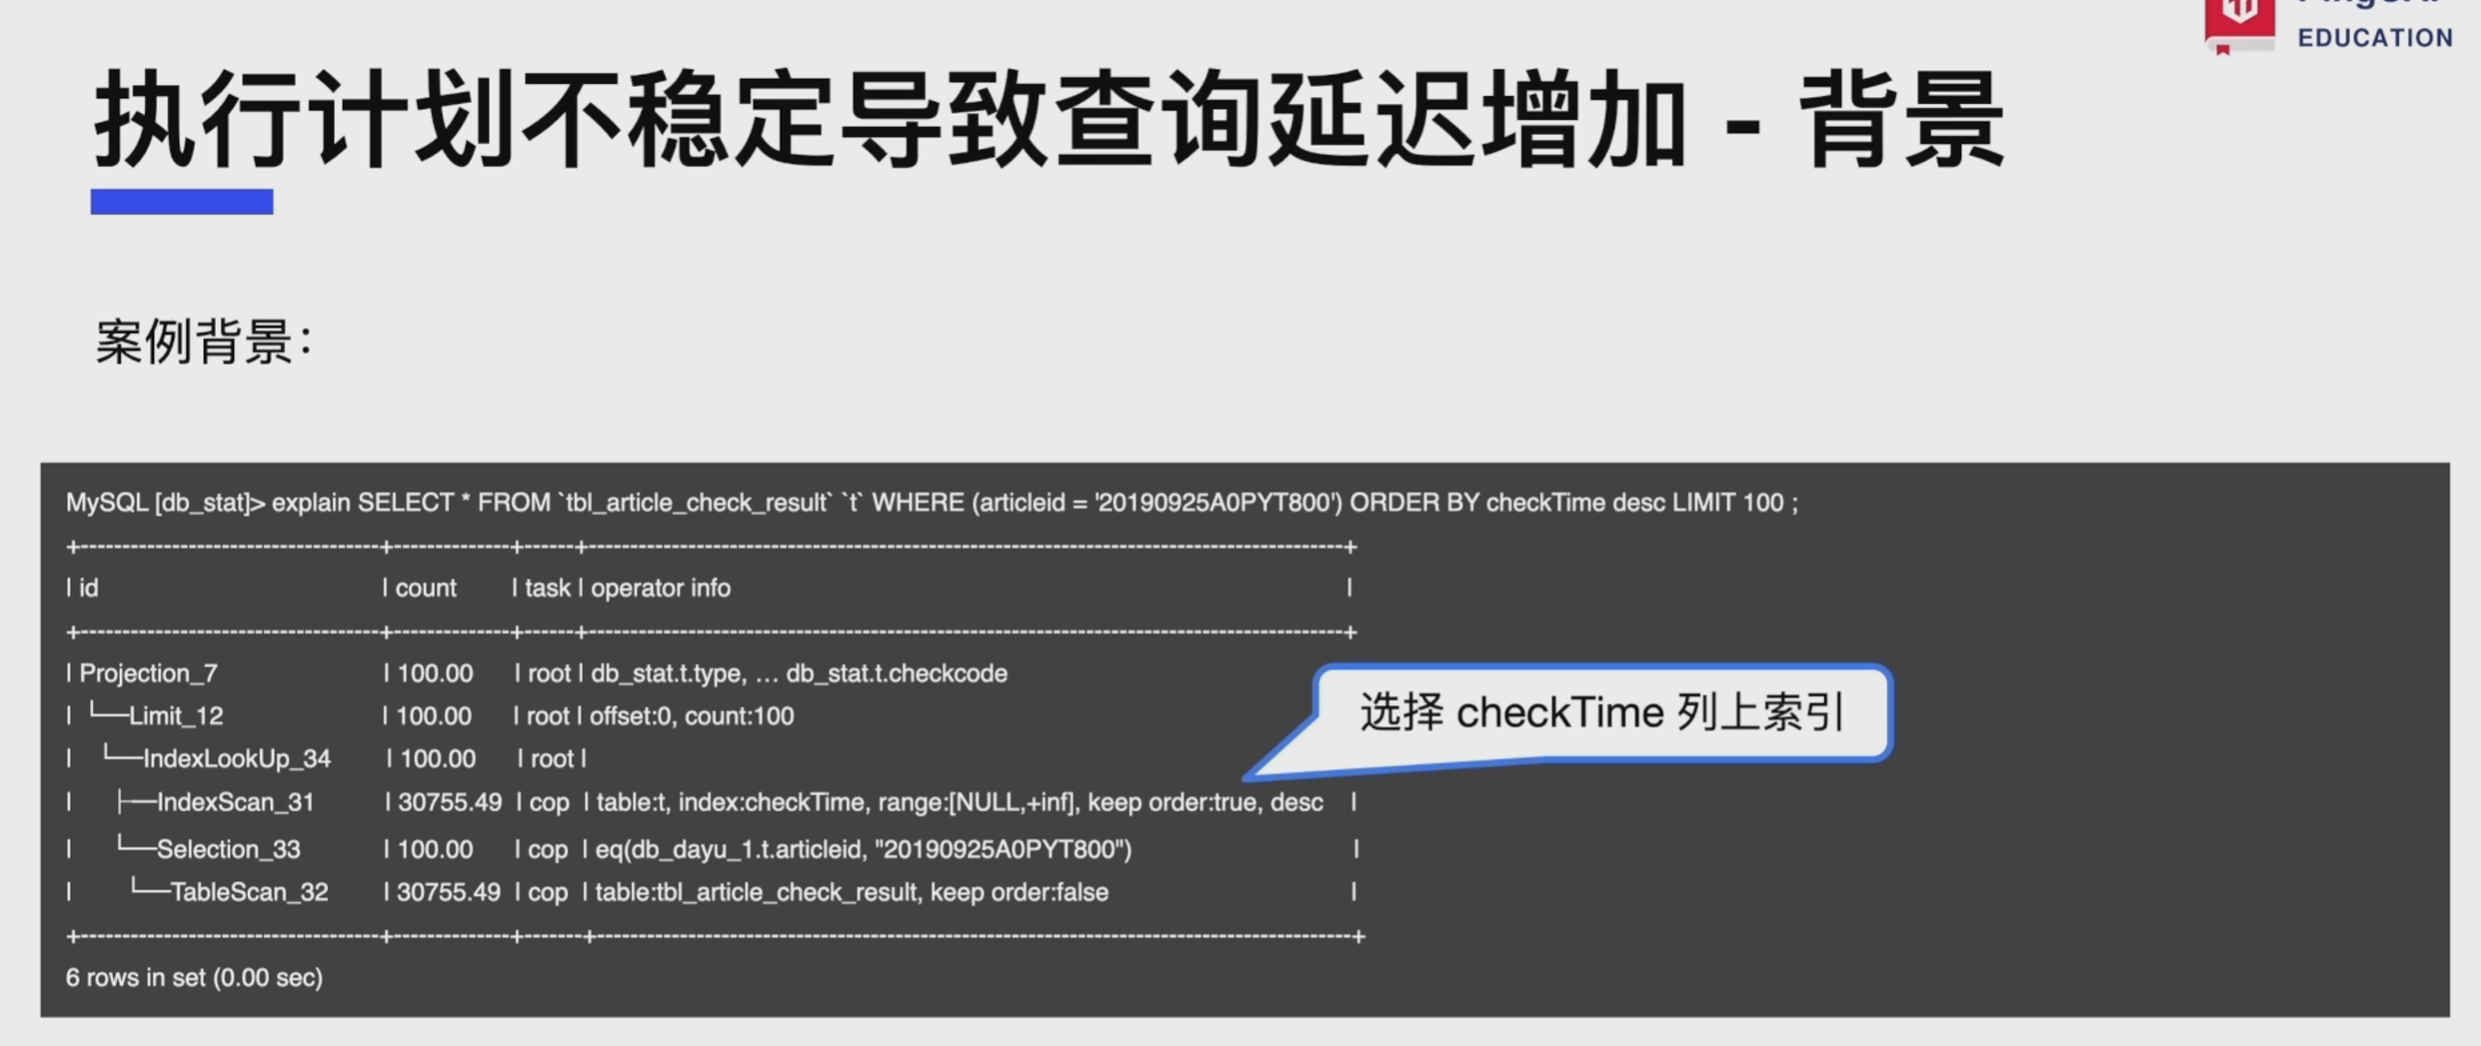 EDUCATION
执行计划不稳定导致查询延迟增加 - 背景
案例背景：
MySQL [db_stat]> explain SELECT * FROM `tbl_article_check_result` `t` WHERE (articleid = '20190925A0PYT800') ORDER BY checkTime desc LIMIT 100 ;
+-----------------------------------+--------------+------+------------------------------------------------------------------------------------------+
| id | count | task | operator info |
+-----------------------------------+--------------+------+------------------------------------------------------------------------------------------+
| Projection_7 | 100.00 | root | db_stat.t.type, … db_stat.t.checkcode
| └─Limit_12 | 100.00 | root | offset:0, count:100
选择 checkTime 列上索引
| └─IndexLookUp_34 | 100.00 | root |
| ├─IndexScan_31 | 30755.49 | cop | table:t, index:checkTime, range:[NULL,+inf], keep order:true, desc |
| └─Selection_33 | 100.00 | cop | eq(db_dayu_1.t.articleid, "20190925A0PYT800") |
| └─TableScan_32 | 30755.49 | cop | table:tbl_article_check_result, keep order:false |
+-----------------------------------+--------------+-------+------------------------------------------------------------------------------------------+
6 rows in set (0.00 sec)